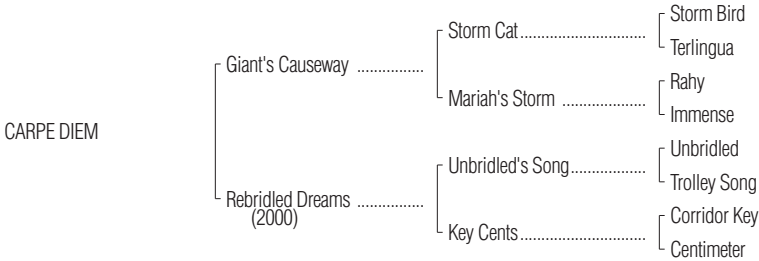 Storm Bird
Storm Cat..............................
Terlingua
Giant's Causeway ................
Rahy
Mariah's Storm ....................
Immense
CARPE DIEM
Unbridled
Unbridled's Song..................
Trolley Song
Rebridled Dreams ................
(2000)
Corridor Key
Key Cents..............................
Centimeter